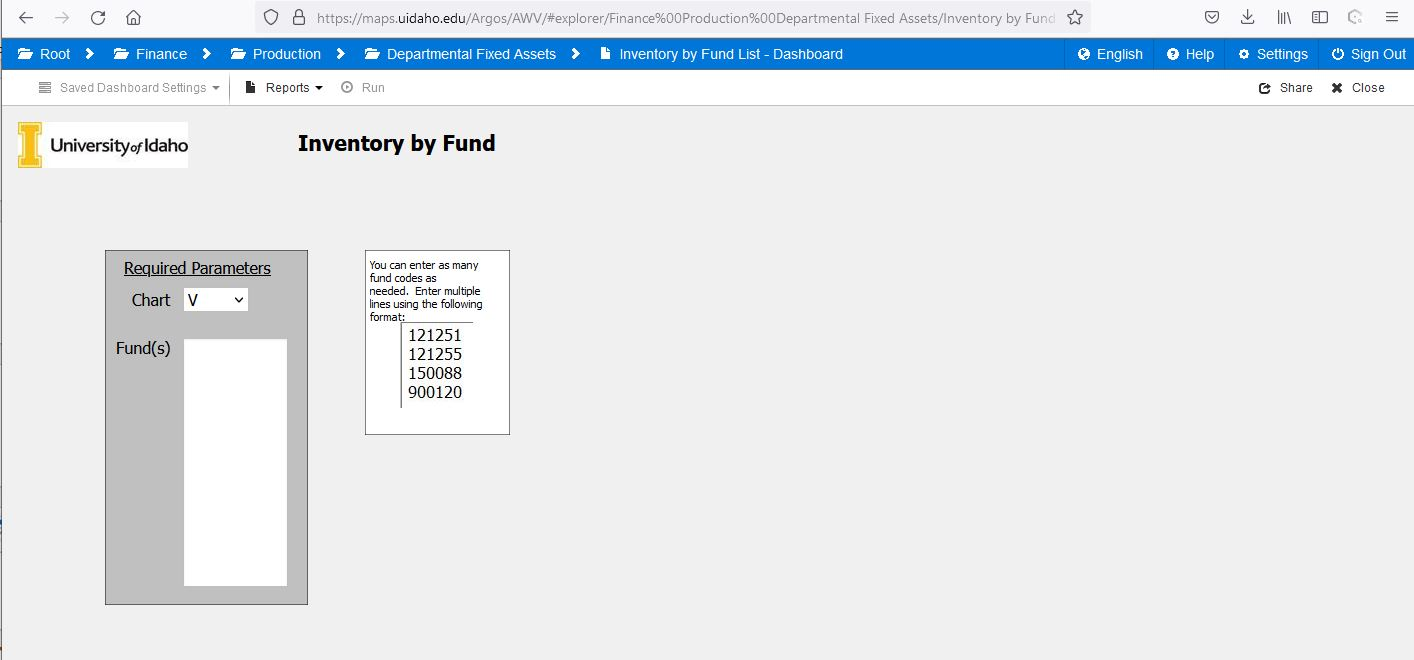 https://maps.uidaho.edu/Argos/AWV/#explorer/Finance%00Production%00Departmental Fixed Assets/Inventory by Fund
Root Finance Production Departmental Fixed Assets Inventory by Fund List - Dashboard English Help Settings Sign Out
Saved Dashboard Settings Reports Run Share Close
University of Idaho
Inventory by Fund
Required Parameters
Chart V
Fund(s)
You can enter as many
fund codes as
needed. Enter multiple
lines using the following
format:
121251
121255
150088
900120